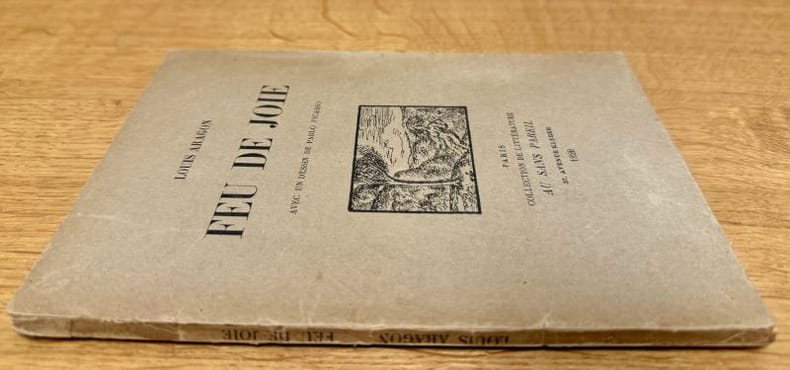 LOUIS ARAGON
FEU DE JOIE
AVEC UN DESSIN DE PABLO PICASSO
PARIS
COLLECTION DE LITTÉRATURE
AU SANS PAREIL
37, AVENUE KLÉBER
1920
LOUIS ARAGON FEU DE JOIE